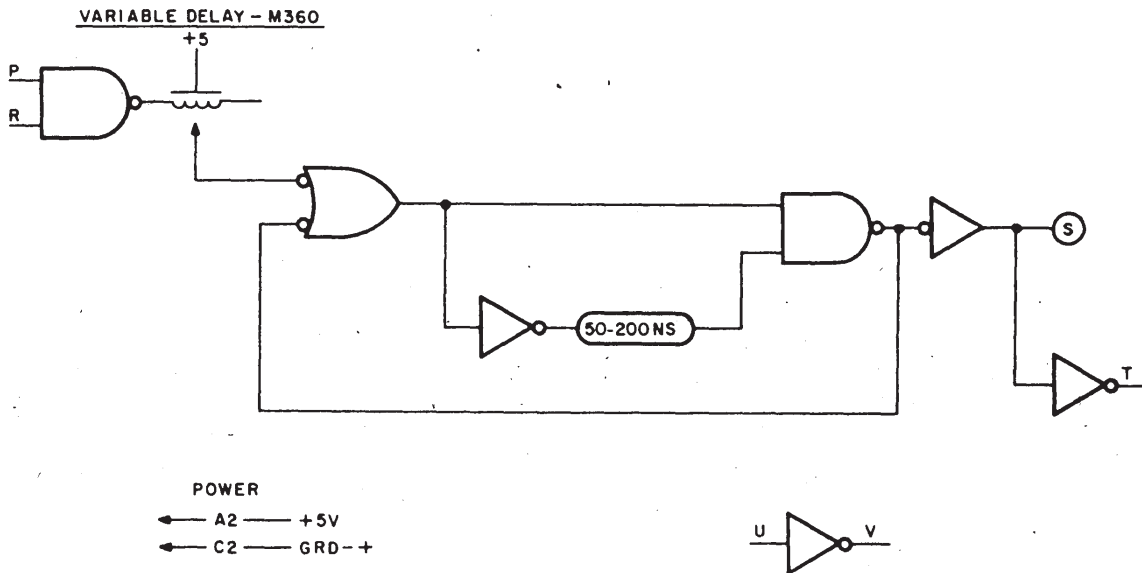 VARIABLE DELAY - M360
+5
P
R
S
50-200NS
T
POWER
A2 +5V
C2 GRD-+
U V